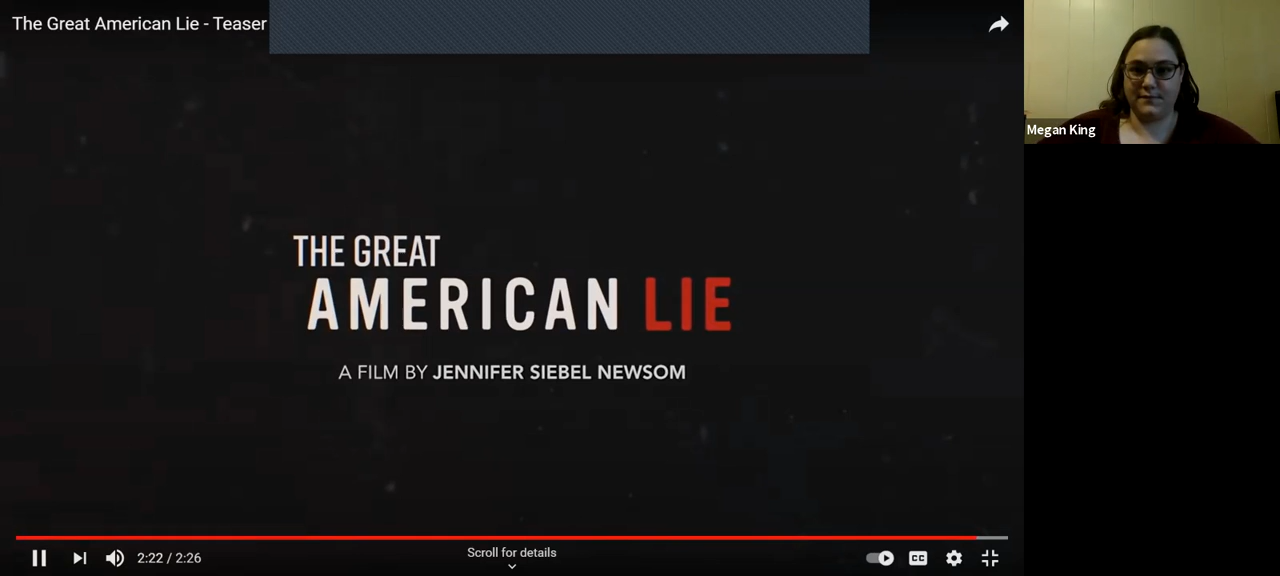 The Great American Lie - Teaser
Megan King
THE GREAT
AMERICAN LIE
A FILM BY JENNIFER SIEBEL NEWSOM
2:22 / 2:26
Scroll for details
CC